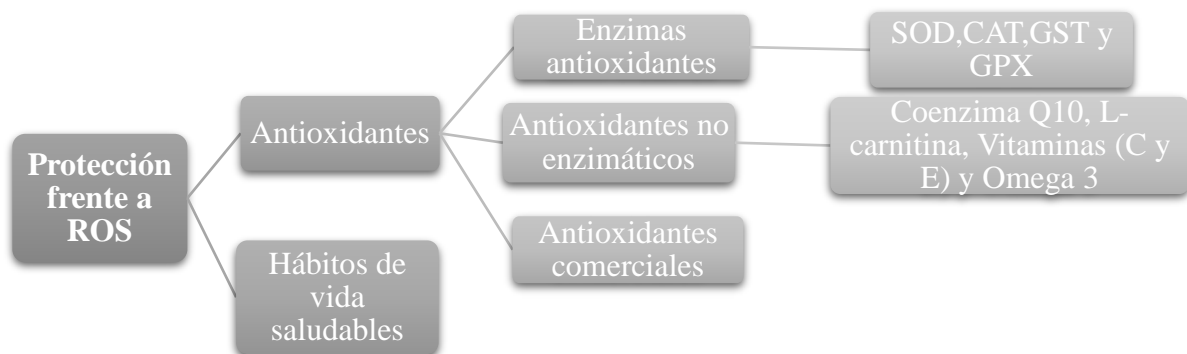 Protección
frente a
ROS
Antioxidantes
Enzimas
antioxidantes
SOD,CAT,GST y
GPX
Antioxidantes no
enzimáticos
Coenzima Q10, L-
carnitina, Vitaminas (C y
E) y Omega 3
Antioxidantes
comerciales
Hábitos de
vida
saludables